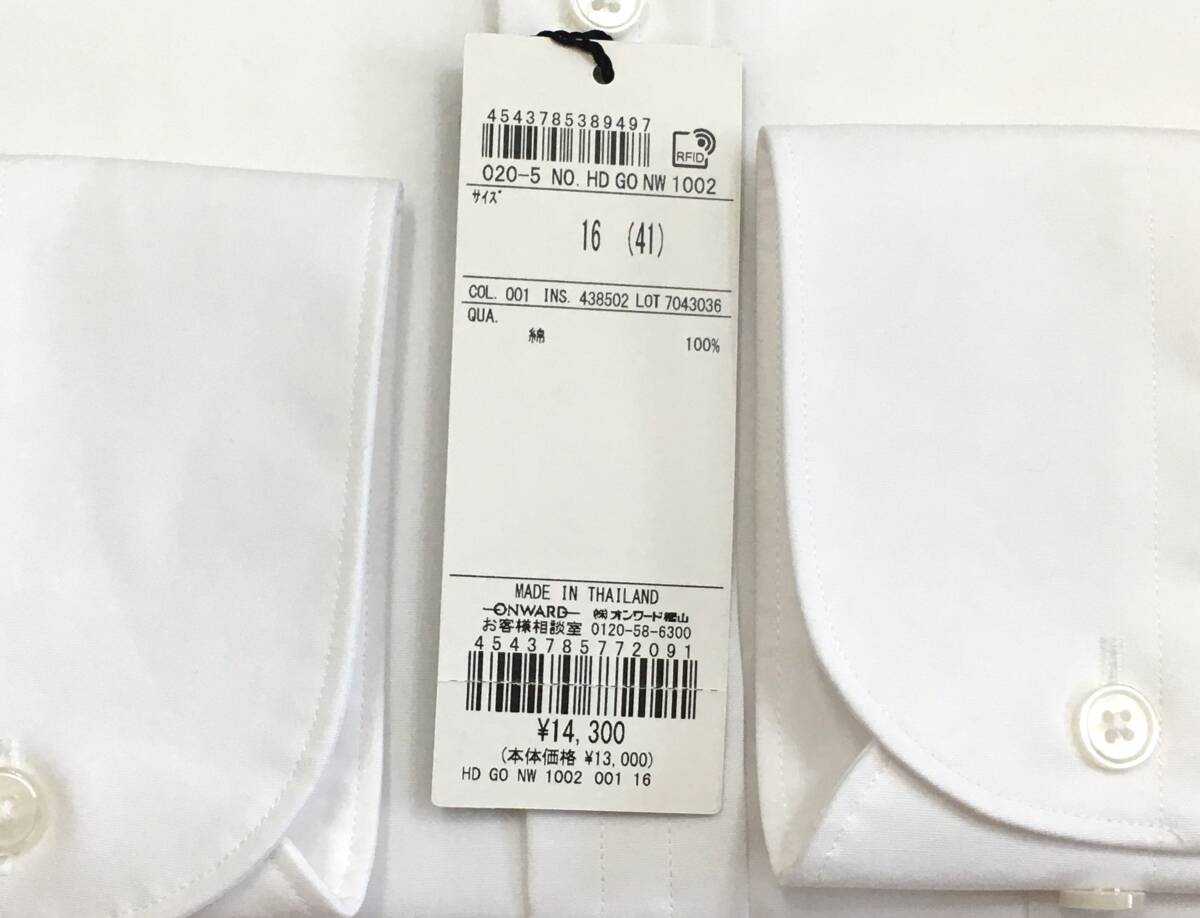 4543785389497
RFID
020-5 NO. HD GO NW 1002
サイズ
16 (41)
COL. 001 INS. 438502 LOT 7043036
QUA.
綿 100%
MADE IN THAILAND
ONWARD ㈱オンワード樫山
お客様相談室 0120-58-6300
4543785772091
¥14,300
(本体価格 ¥13,000)
HD GO NW 1002 001 16